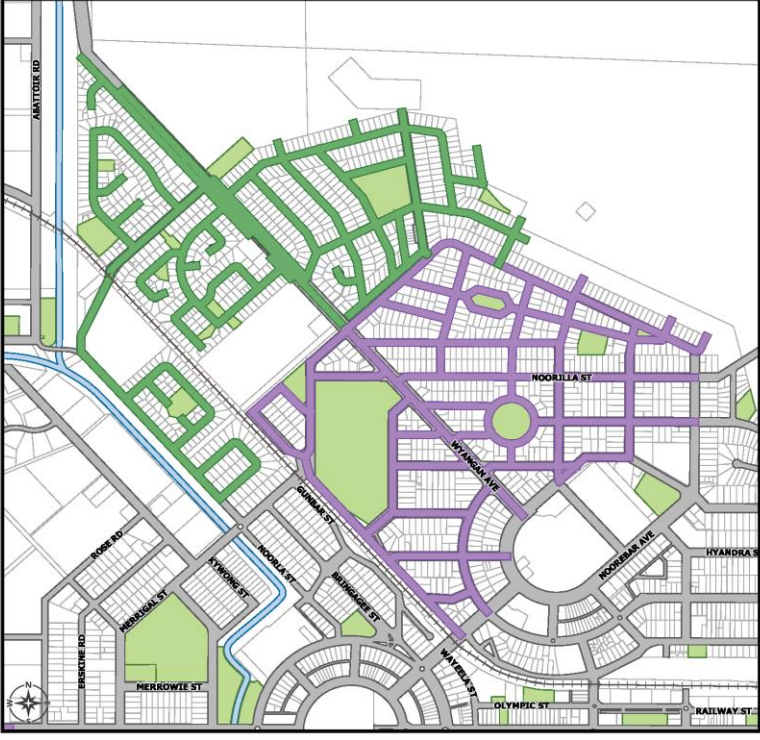 ABATTOIR RD
NOORILLA ST
WYANGAN AVE
GUNBAR ST
ROSE RD
NOORLA ST
KYWONG ST
NOOREBAR AVE
HYANDRA S
BRINGAGEE ST
MERRIGAL ST
ERSKINE RD
WAYEELA ST
MERROWIE ST
OLYMPIC ST
RAILWAY ST
N
W